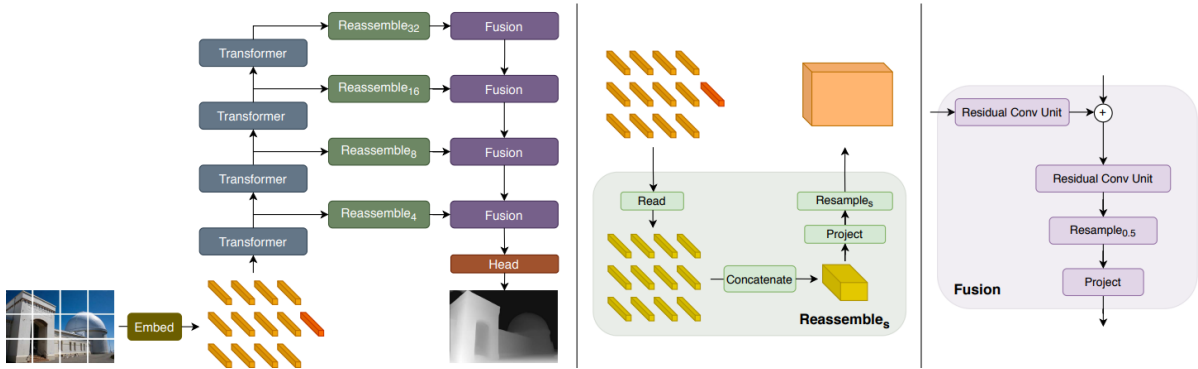 Transformer
Transformer
Transformer
Transformer
Reassemble32
Reassemble16
Reassemble8
Reassemble4
Fusion
Fusion
Fusion
Fusion
Head
Embed
Read
Concatenate
Project
Resamples
Reassembles
Residual Conv Unit
+
Residual Conv Unit
Resample0.5
Project
Fusion